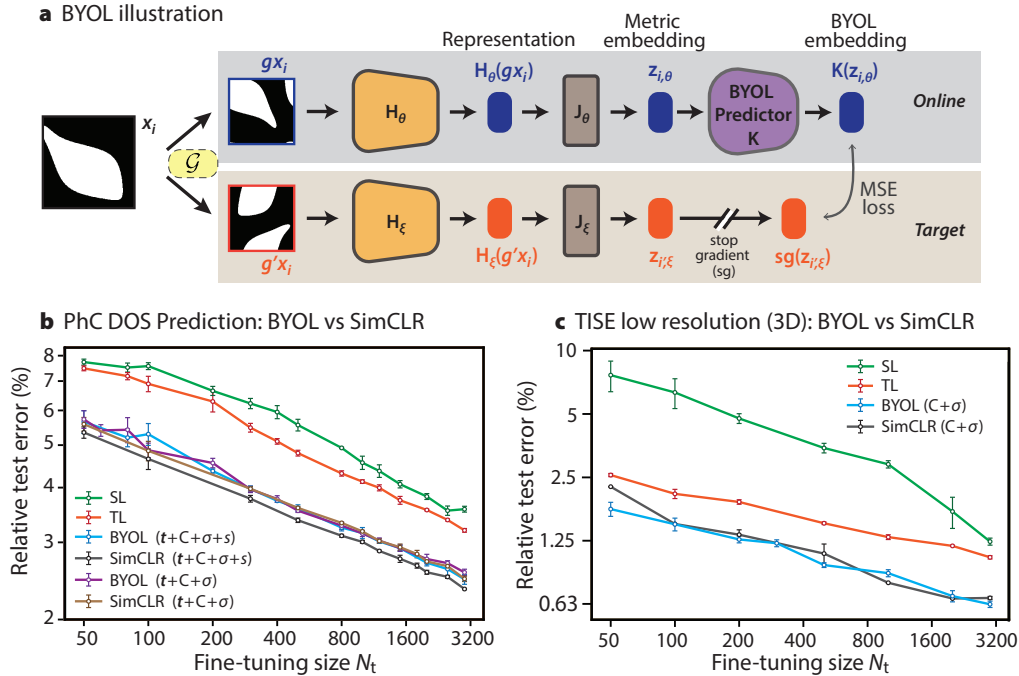 a BYOL illustration
Representation
Metric
embedding
BYOL
embedding
gx_i
H_θ(gx_i)
z_{i,θ}
K(z_{i,θ})
x_i
H_θ
J_θ
BYOL
Predictor
K
Online
𝒢
MSE
loss
H_ξ
J_ξ
Target
g'x_i
H_ξ(g'x_i)
z_{i,ξ}'
stop
gradient
(sg)
sg(z_{i,ξ}')
b PhC DOS Prediction: BYOL vs SimCLR
8
7
6
5
4
3
2
Relative test error (%)
SL
TL
BYOL (t+C+σ+s)
SimCLR (t+C+σ+s)
BYOL (t+C+σ)
SimCLR (t+C+σ)
50 100 200 400 800 1600 3200
Fine-tuning size N_t
c TISE low resolution (3D): BYOL vs SimCLR
10
5
2.5
1.25
0.63
Relative test error (%)
SL
TL
BYOL (C+σ)
SimCLR (C+σ)
50 100 200 400 800 1600 3200
Fine-tuning size N_t